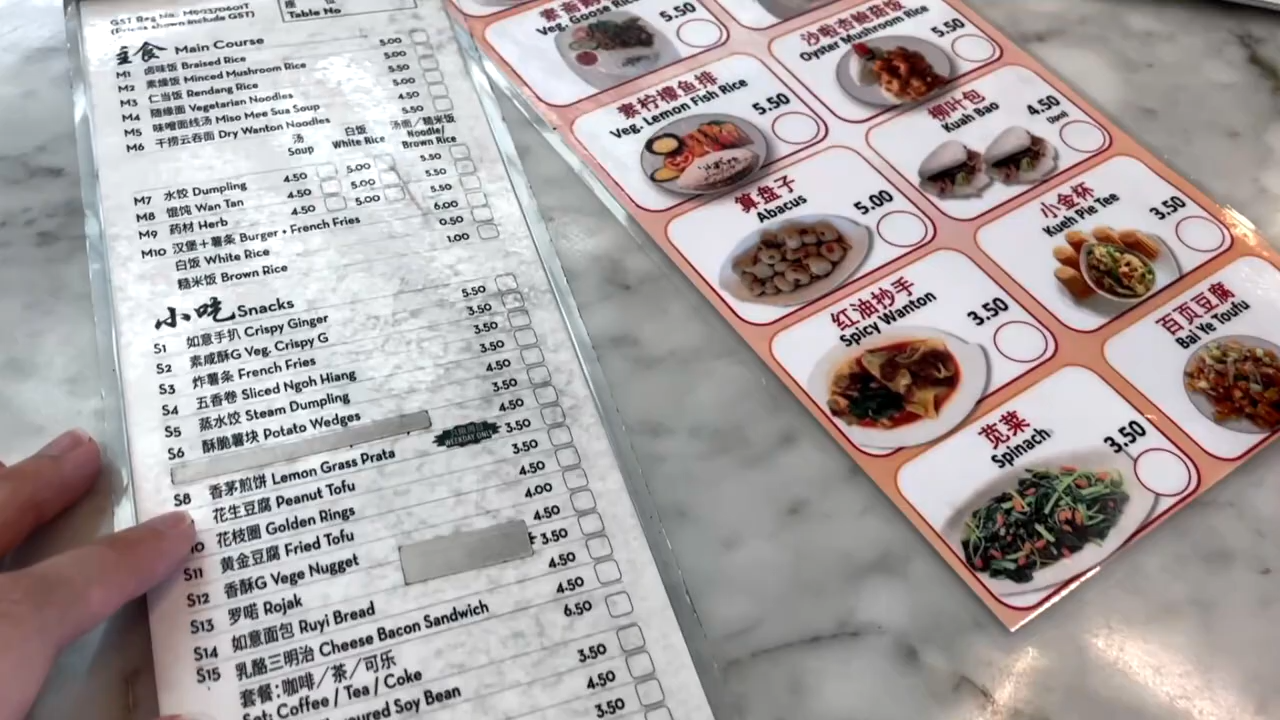 GST Reg No.: M90370601T
(Prices shown include GST)
Table No
主食 Main Course
M1 卤味饭 Braised Rice 5.00
M2 素燥饭 Minced Mushroom Rice 5.00
M3 仁当饭 Rendang Rice 5.00
M4 随缘面 Vegetarian Noodles 4.50
M5 味噌面线汤 Miso Mee Sua Soup 5.50
M6 干捞云吞面 Dry Wanton Noodles
汤 Soup
白饭 White Rice
汤面/糙米饭 Noodle/ Brown Rice
M7 水饺 Dumpling 4.50 5.00 5.50
M8 馄饨 Wan Tan 4.50 5.00 5.50
M9 药材 Herb 4.50 5.00 5.50
M10 汉堡+薯条 Burger + French Fries 6.00
白饭 White Rice 0.50
糙米饭 Brown Rice 1.00
小吃 Snacks
S1 如意手扒 Crispy Ginger 5.50
S2 素咸酥G Veg. Crispy G 3.50
S3 炸薯条 French Fries 3.50
S4 五香卷 Sliced Ngoh Hiang 3.50
S5 蒸水饺 Steam Dumpling 4.50
S6 酥脆薯块 Potato Wedges 3.50
4.50
WEEKDAY ONLY
S8 香茅煎饼 Lemon Grass Prata 3.50
花生豆腐 Peanut Tofu 3.50
10 花枝圈 Golden Rings 4.50
S11 黄金豆腐 Fried Tofu 4.00
S12 香酥G Vege Nugget 4.50
S13 罗喏 Rojak 3.50
S14 如意面包 Ruyi Bread 4.50
S15 乳酪三明治 Cheese Bacon Sandwich 4.50
套餐:咖啡/茶/可乐 6.50
Set: Coffee / Tea / Coke
Soy Bean 3.50
4.50
3.50
Veg. Goose Rice
5.50
Oyster Mushroom Rice
5.50
素柠檬鱼排
Veg. Lemon Fish Rice
5.50
柳叶包
Kuah Bao
4.50
算盘子
Abacus
5.00
小金杯
Kueh Pie Tee
3.50
红油抄手
Spicy Wanton
3.50
百页豆腐
Bai Ye Toufu
苋菜
Spinach
3.50